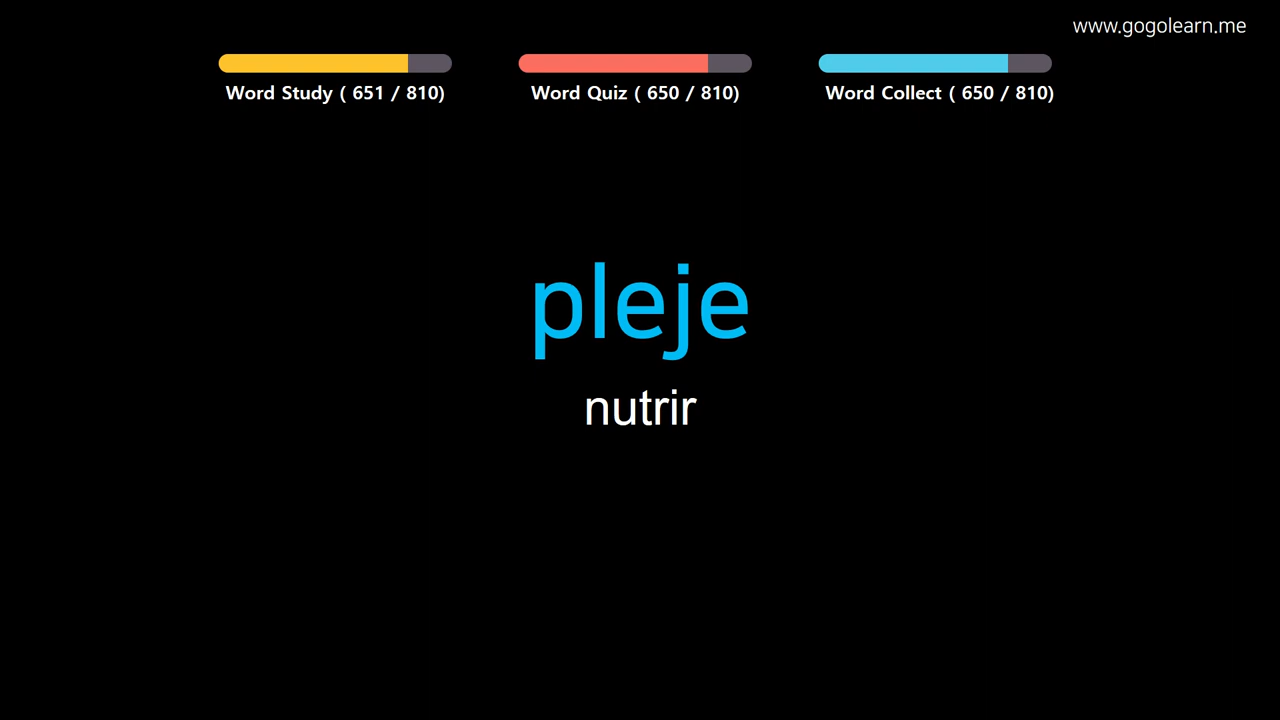 www.gogolearn.me
Word Study ( 651 / 810)
Word Quiz ( 650 / 810)
Word Collect ( 650 / 810)
pleje
nutrir